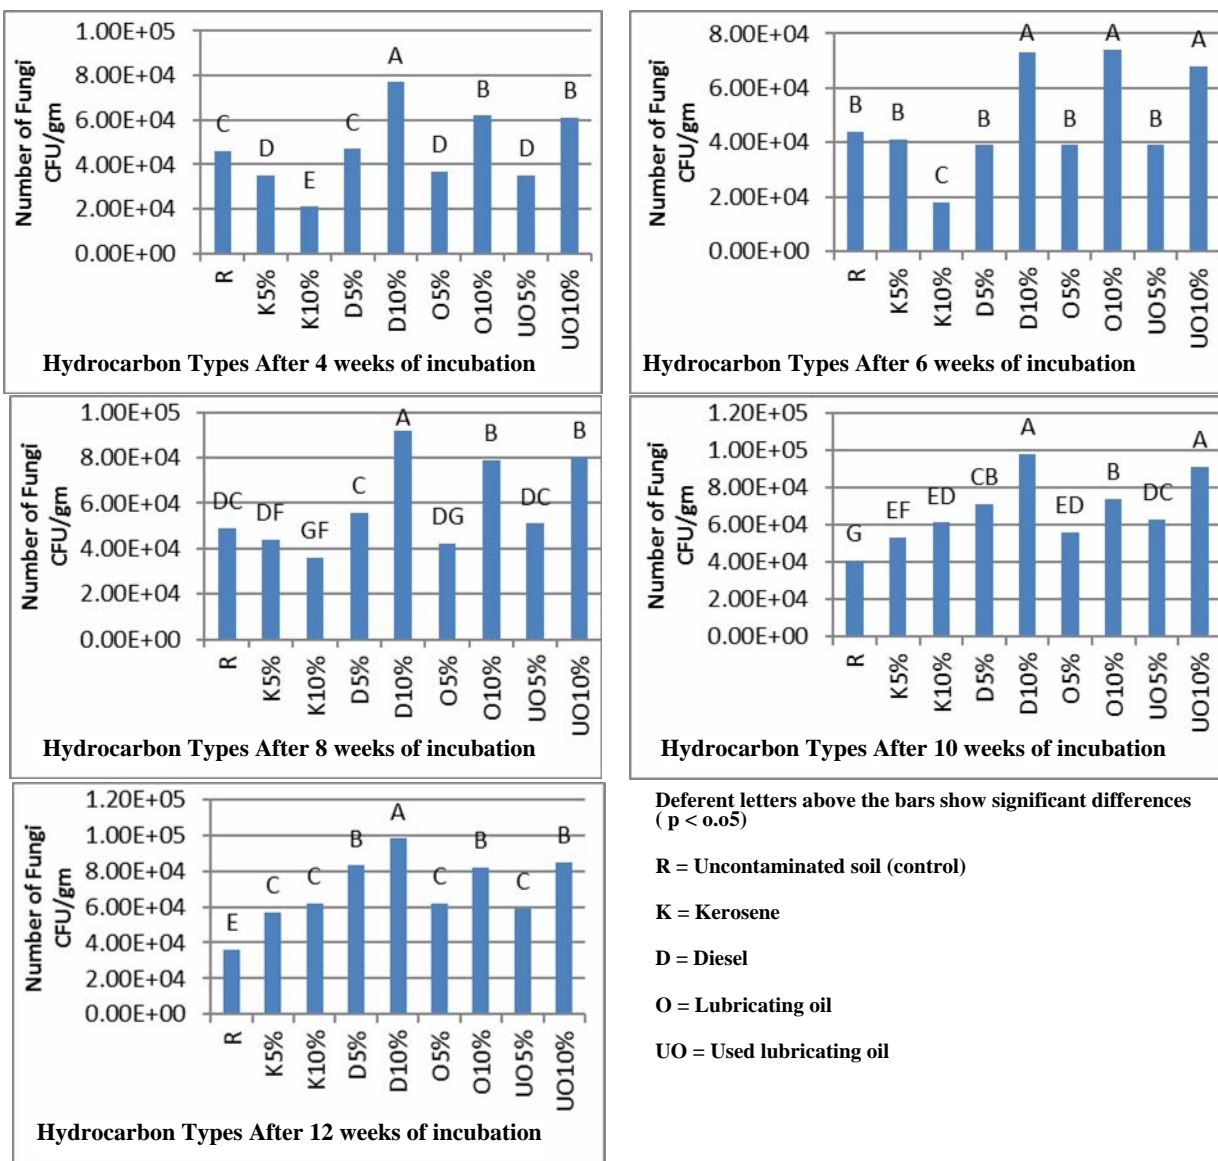 Number of Fungi
CFU/gm
1.00E+05
8.00E+04
6.00E+04
4.00E+04
2.00E+04
0.00E+00
C
D
E
C
A
D
B
D
B
R
K5%
K10%
D5%
D10%
O5%
O10%
UO5%
UO10%
Hydrocarbon Types After 4 weeks of incubation
Number of Fungi
CFU/gm
8.00E+04
6.00E+04
4.00E+04
2.00E+04
0.00E+00
B
B
C
B
A
B
A
B
A
R
K5%
K10%
D5%
D10%
O5%
O10%
UO5%
UO10%
Hydrocarbon Types After 6 weeks of incubation
Number of Fungi
CFU/gm
1.00E+05
8.00E+04
6.00E+04
4.00E+04
2.00E+04
0.00E+00
DC
DF
GF
C
A
DG
B
DC
B
R
K5%
K10%
D5%
D10%
O5%
O10%
UO5%
UO10%
Hydrocarbon Types After 8 weeks of incubation
Number of Fungi
CFU/gm
1.20E+05
1.00E+05
8.00E+04
6.00E+04
4.00E+04
2.00E+04
0.00E+00
G
EF
ED
CB
A
ED
B
DC
A
R
K5%
K10%
D5%
D10%
O5%
O10%
UO5%
UO10%
Hydrocarbon Types After 10 weeks of incubation
Number of Fungi
CFU/gm
1.20E+05
1.00E+05
8.00E+04
6.00E+04
4.00E+04
2.00E+04
0.00E+00
E
C
C
B
A
C
B
C
B
R
K5%
K10%
D5%
D10%
O5%
O10%
UO5%
UO10%
Hydrocarbon Types After 12 weeks of incubation
Deferent letters above the bars show significant differences
( p < o.o5)
R = Uncontaminated soil (control)
K = Kerosene
D = Diesel
O = Lubricating oil
UO = Used lubricating oil